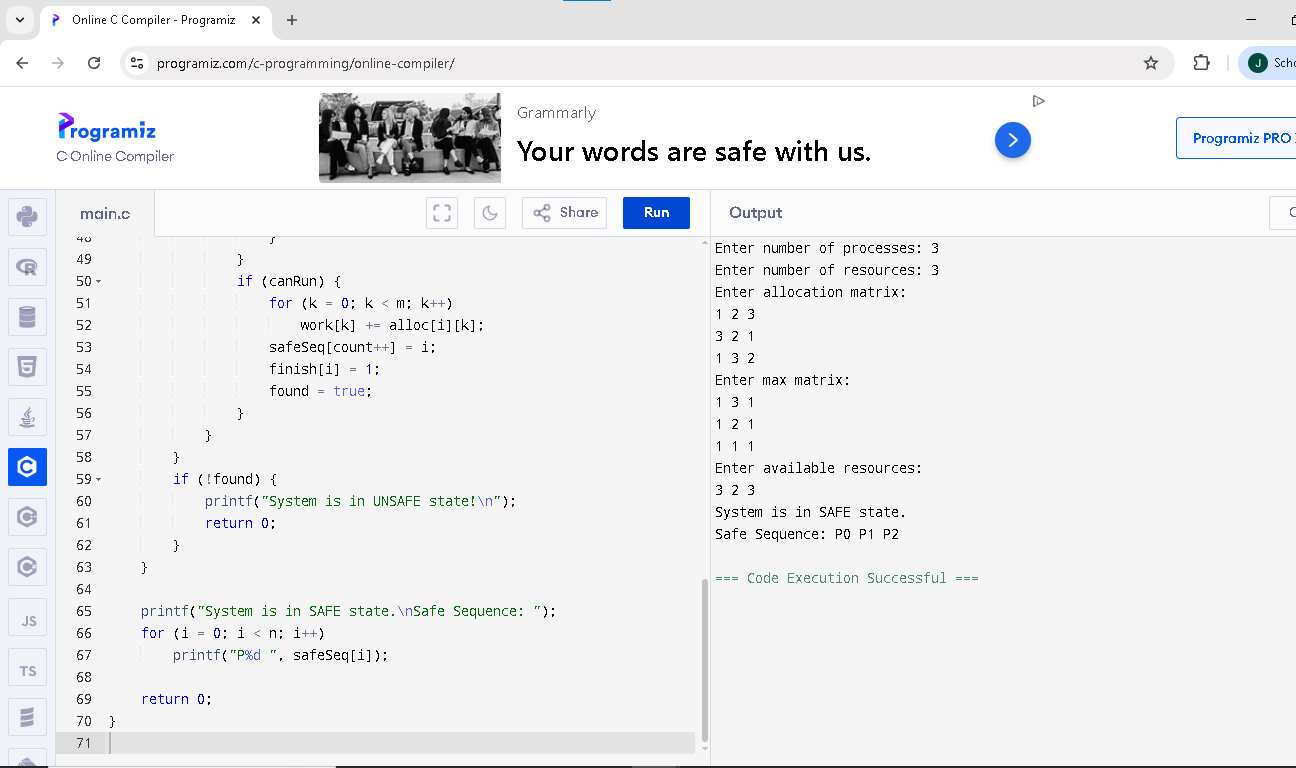 Online C Compiler - Programiz
programiz.com/c-programming/online-compiler/
J
Programiz
C Online Compiler
Grammarly
Your words are safe with us.
Programiz PRO
main.c
Share
Run
Output
C
48 }
49 }
50 if (canRun) {
51 for (k = 0; k < m; k++)
52 work[k] += alloc[i][k];
53 safeSeq[count++] = i;
54 finish[i] = 1;
55 found = true;
56 }
57 }
58 }
59 if (!found) {
60 printf("System is in UNSAFE state!\n");
61 return 0;
62 }
63 }
64
65 printf("System is in SAFE state.\nSafe Sequence: ");
66 for (i = 0; i < n; i++)
67 printf("P%d ", safeSeq[i]);
68
69 return 0;
70 }
71
JS
TS
Enter number of processes: 3
Enter number of resources: 3
Enter allocation matrix:
1 2 3
3 2 1
1 3 2
Enter max matrix:
1 3 1
1 2 1
1 1 1
Enter available resources:
3 2 3
System is in SAFE state.
Safe Sequence: P0 P1 P2
=== Code Execution Successful ===